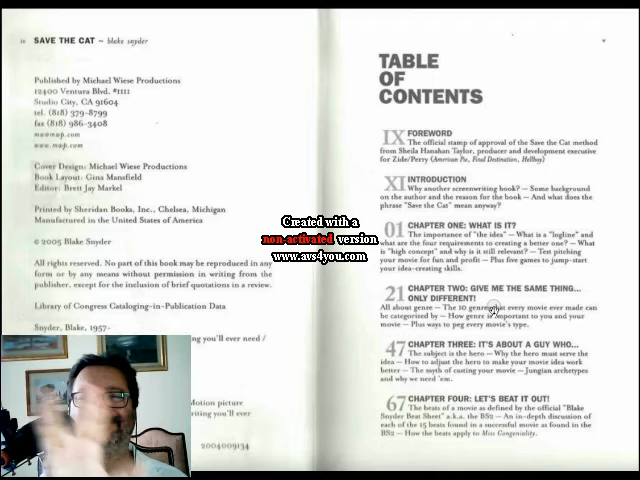 iv SAVE THE CAT ~ blake snyder
Published by Michael Wiese Productions
12400 Ventura Blvd. #1111
Studio City, CA 91604
tel. (818) 379-8799
fax (818) 986-3408
mw@mwp.com
www.mwp.com
Cover Design: Michael Wiese Productions
Book Layout: Gina Mansfield
Editor: Brett Jay Markel
Printed by Sheridan Books, Inc., Chelsea, Michigan
Manufactured in the United States of America
© 2005 Blake Snyder
All rights reserved. No part of this book may be reproduced in any
form or by any means without permission in writing from the
publisher, except for the inclusion of brief quotations in a review.
Library of Congress Cataloging-in-Publication Data
Snyder, Blake, 1957-
ng you'll ever need /
Motion picture
riting you'll ever
2004009134
Created with a
non-activated version
www.avs4you.com
v
TABLE
OF
CONTENTS
IX FOREWORD
The official stamp of approval of the Save the Cat method
from Sheila Hanahan Taylor, producer and development executive
for Zide/Perry (American Pie, Final Destination, Hellboy)
XI INTRODUCTION
Why another screenwriting book? — Some background
on the author and the reason for the book — And what does the
phrase "Save the Cat" mean anyway?
01 CHAPTER ONE: WHAT IS IT?
The importance of "the idea" — What is a "logline" and
what are the four requirements to creating a better one? — What
is "high concept" and why is it still relevant? — Test pitching
your movie for fun and profit — Plus five games to jump-start
your idea-creating skills.
21 CHAPTER TWO: GIVE ME THE SAME THING...
ONLY DIFFERENT!
All about genre — The 10 genres that every movie ever made can
be categorized by — How genre is important to you and your
movie — Plus ways to peg every movie's type.
47 CHAPTER THREE: IT'S ABOUT A GUY WHO...
The subject is the hero — Why the hero must serve the
idea — How to adjust the hero to make your movie idea work
better — The myth of casting your movie — Jungian archetypes
and why we need 'em.
67 CHAPTER FOUR: LET'S BEAT IT OUT!
The beats of a movie as defined by the official "Blake
Snyder Beat Sheet" a.k.a. the BS2 — An in-depth discussion of
each of the 15 beats found in a successful movie as found in the
BS2 — How the beats apply to Miss Congeniality.